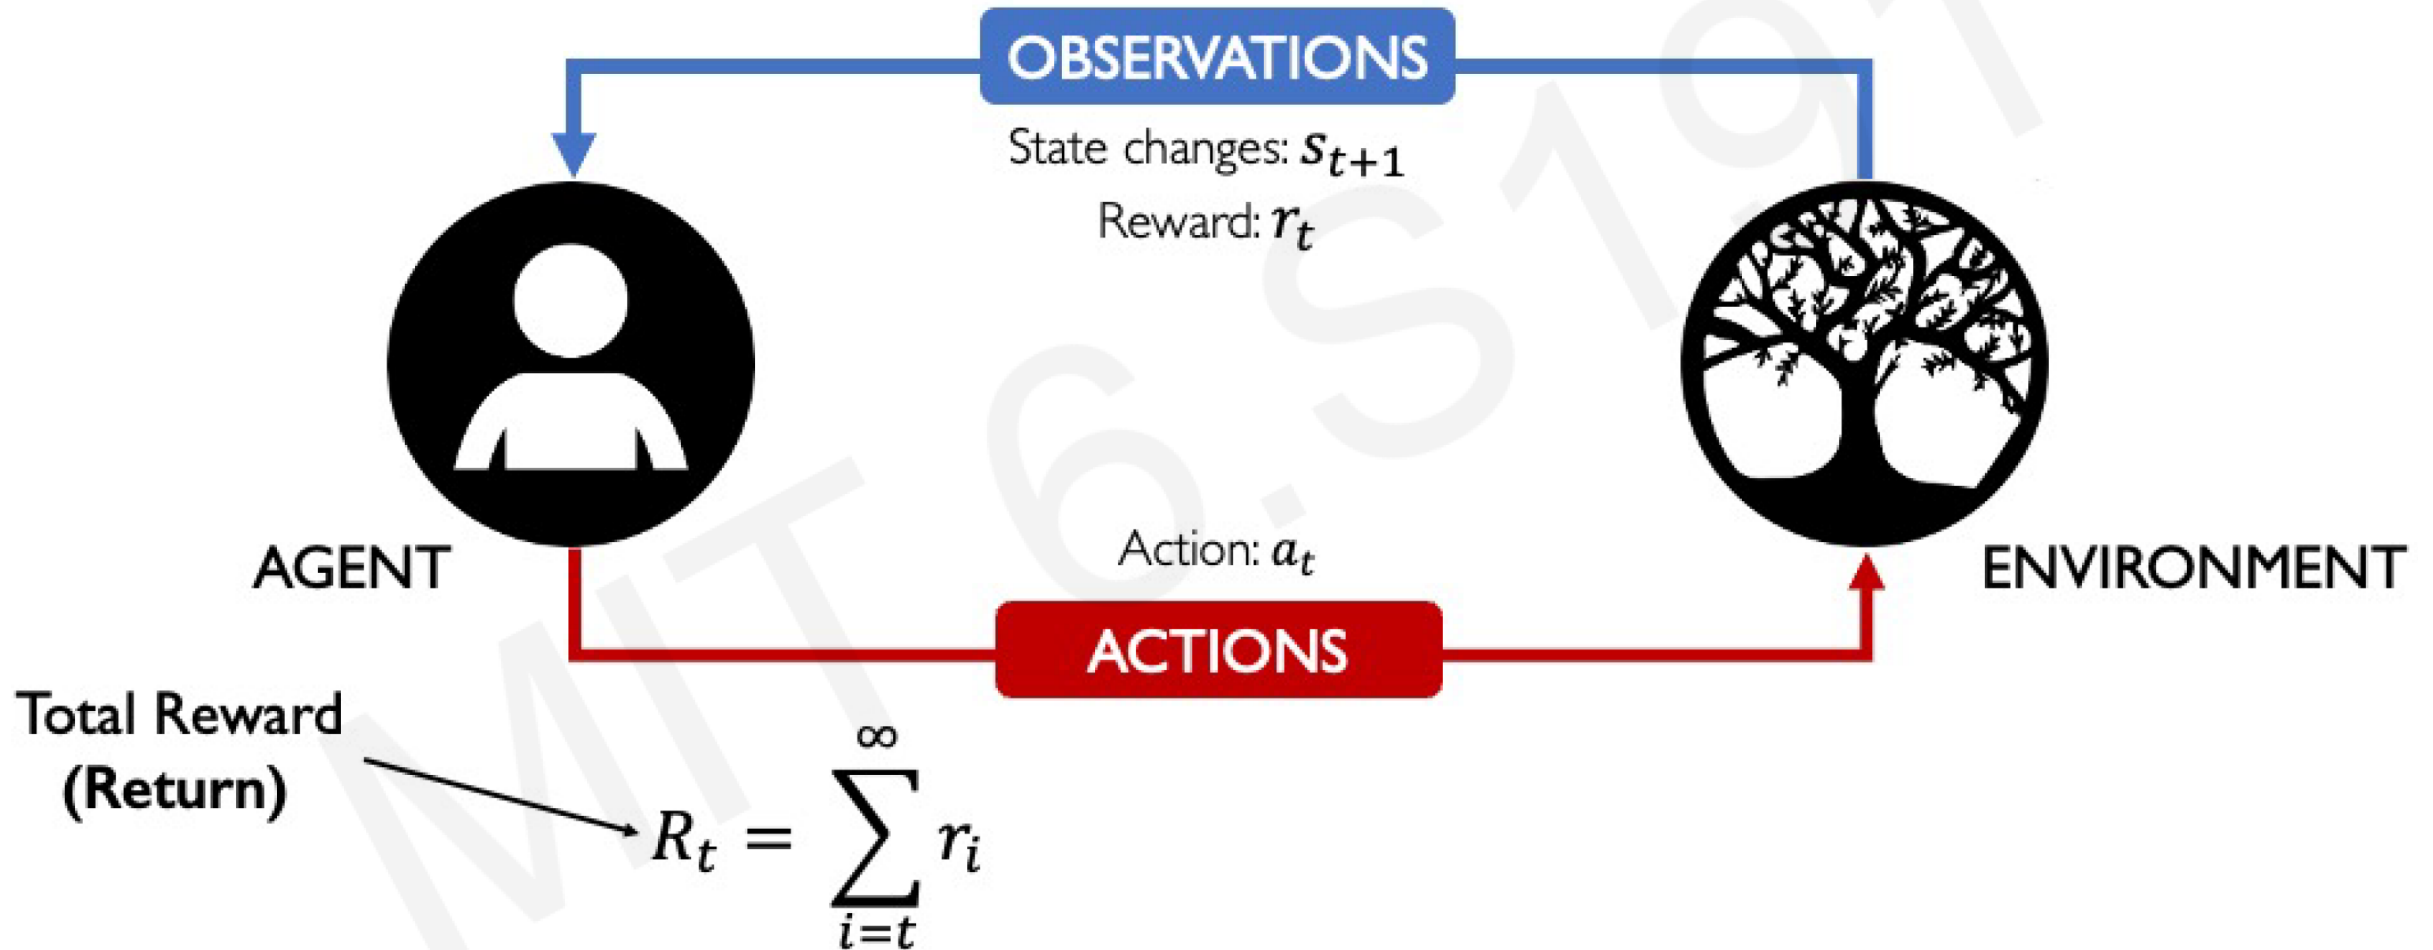 OBSERVATIONS
State changes: s_{t+1}
Reward: r_t
AGENT
ENVIRONMENT
Action: a_t
ACTIONS
Total Reward
(Return)
R_t = \sum_{i=t}^{∞} r_i
MIT 6.S191